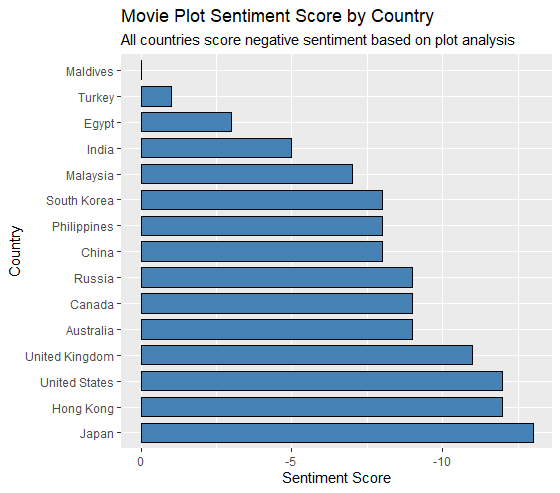 Movie Plot Sentiment Score by Country
All countries score negative sentiment based on plot analysis
Maldives
Turkey
Egypt
India
Malaysia
South Korea
Philippines
China
Russia
Canada
Australia
United Kingdom
United States
Hong Kong
Japan
Country
0 -5 -10
Sentiment Score